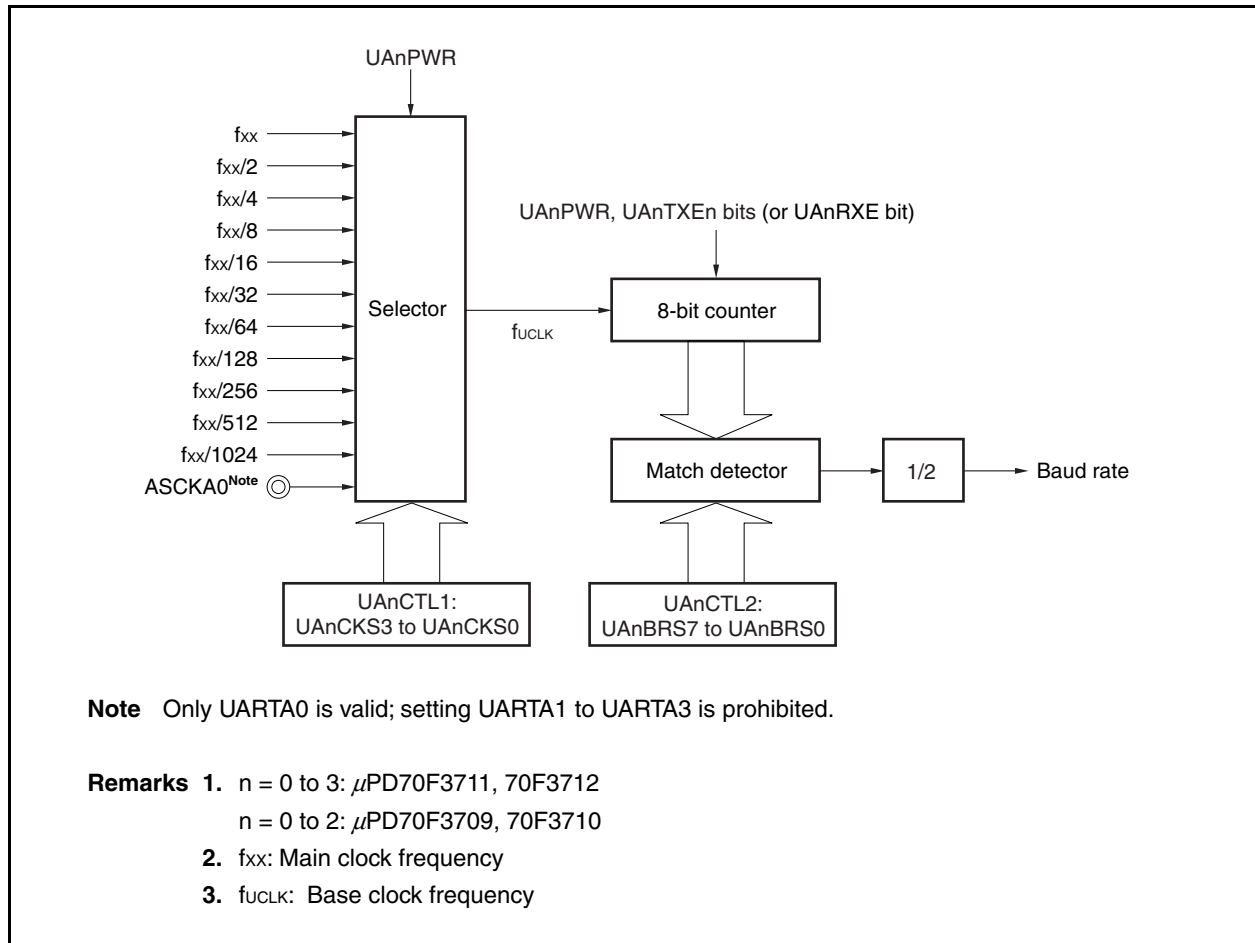 UAnPWR
fXX
fXX/2
fXX/4
fXX/8
fXX/16
fXX/32
fXX/64
fXX/128
fXX/256
fXX/512
fXX/1024
ASCKA0Note
Selector
fUCLK
UAnPWR, UAnTXEn bits (or UAnRXE bit)
8-bit counter
Match detector
1/2
Baud rate
UAnCTL1:
UAnCKS3 to UAnCKS0
UAnCTL2:
UAnBRS7 to UAnBRS0
Note Only UARTA0 is valid; setting UARTA1 to UARTA3 is prohibited.
Remarks 1. n = 0 to 3: μPD70F3711, 70F3712
n = 0 to 2: μPD70F3709, 70F3710
2. fXX: Main clock frequency
3. fUCLK: Base clock frequency